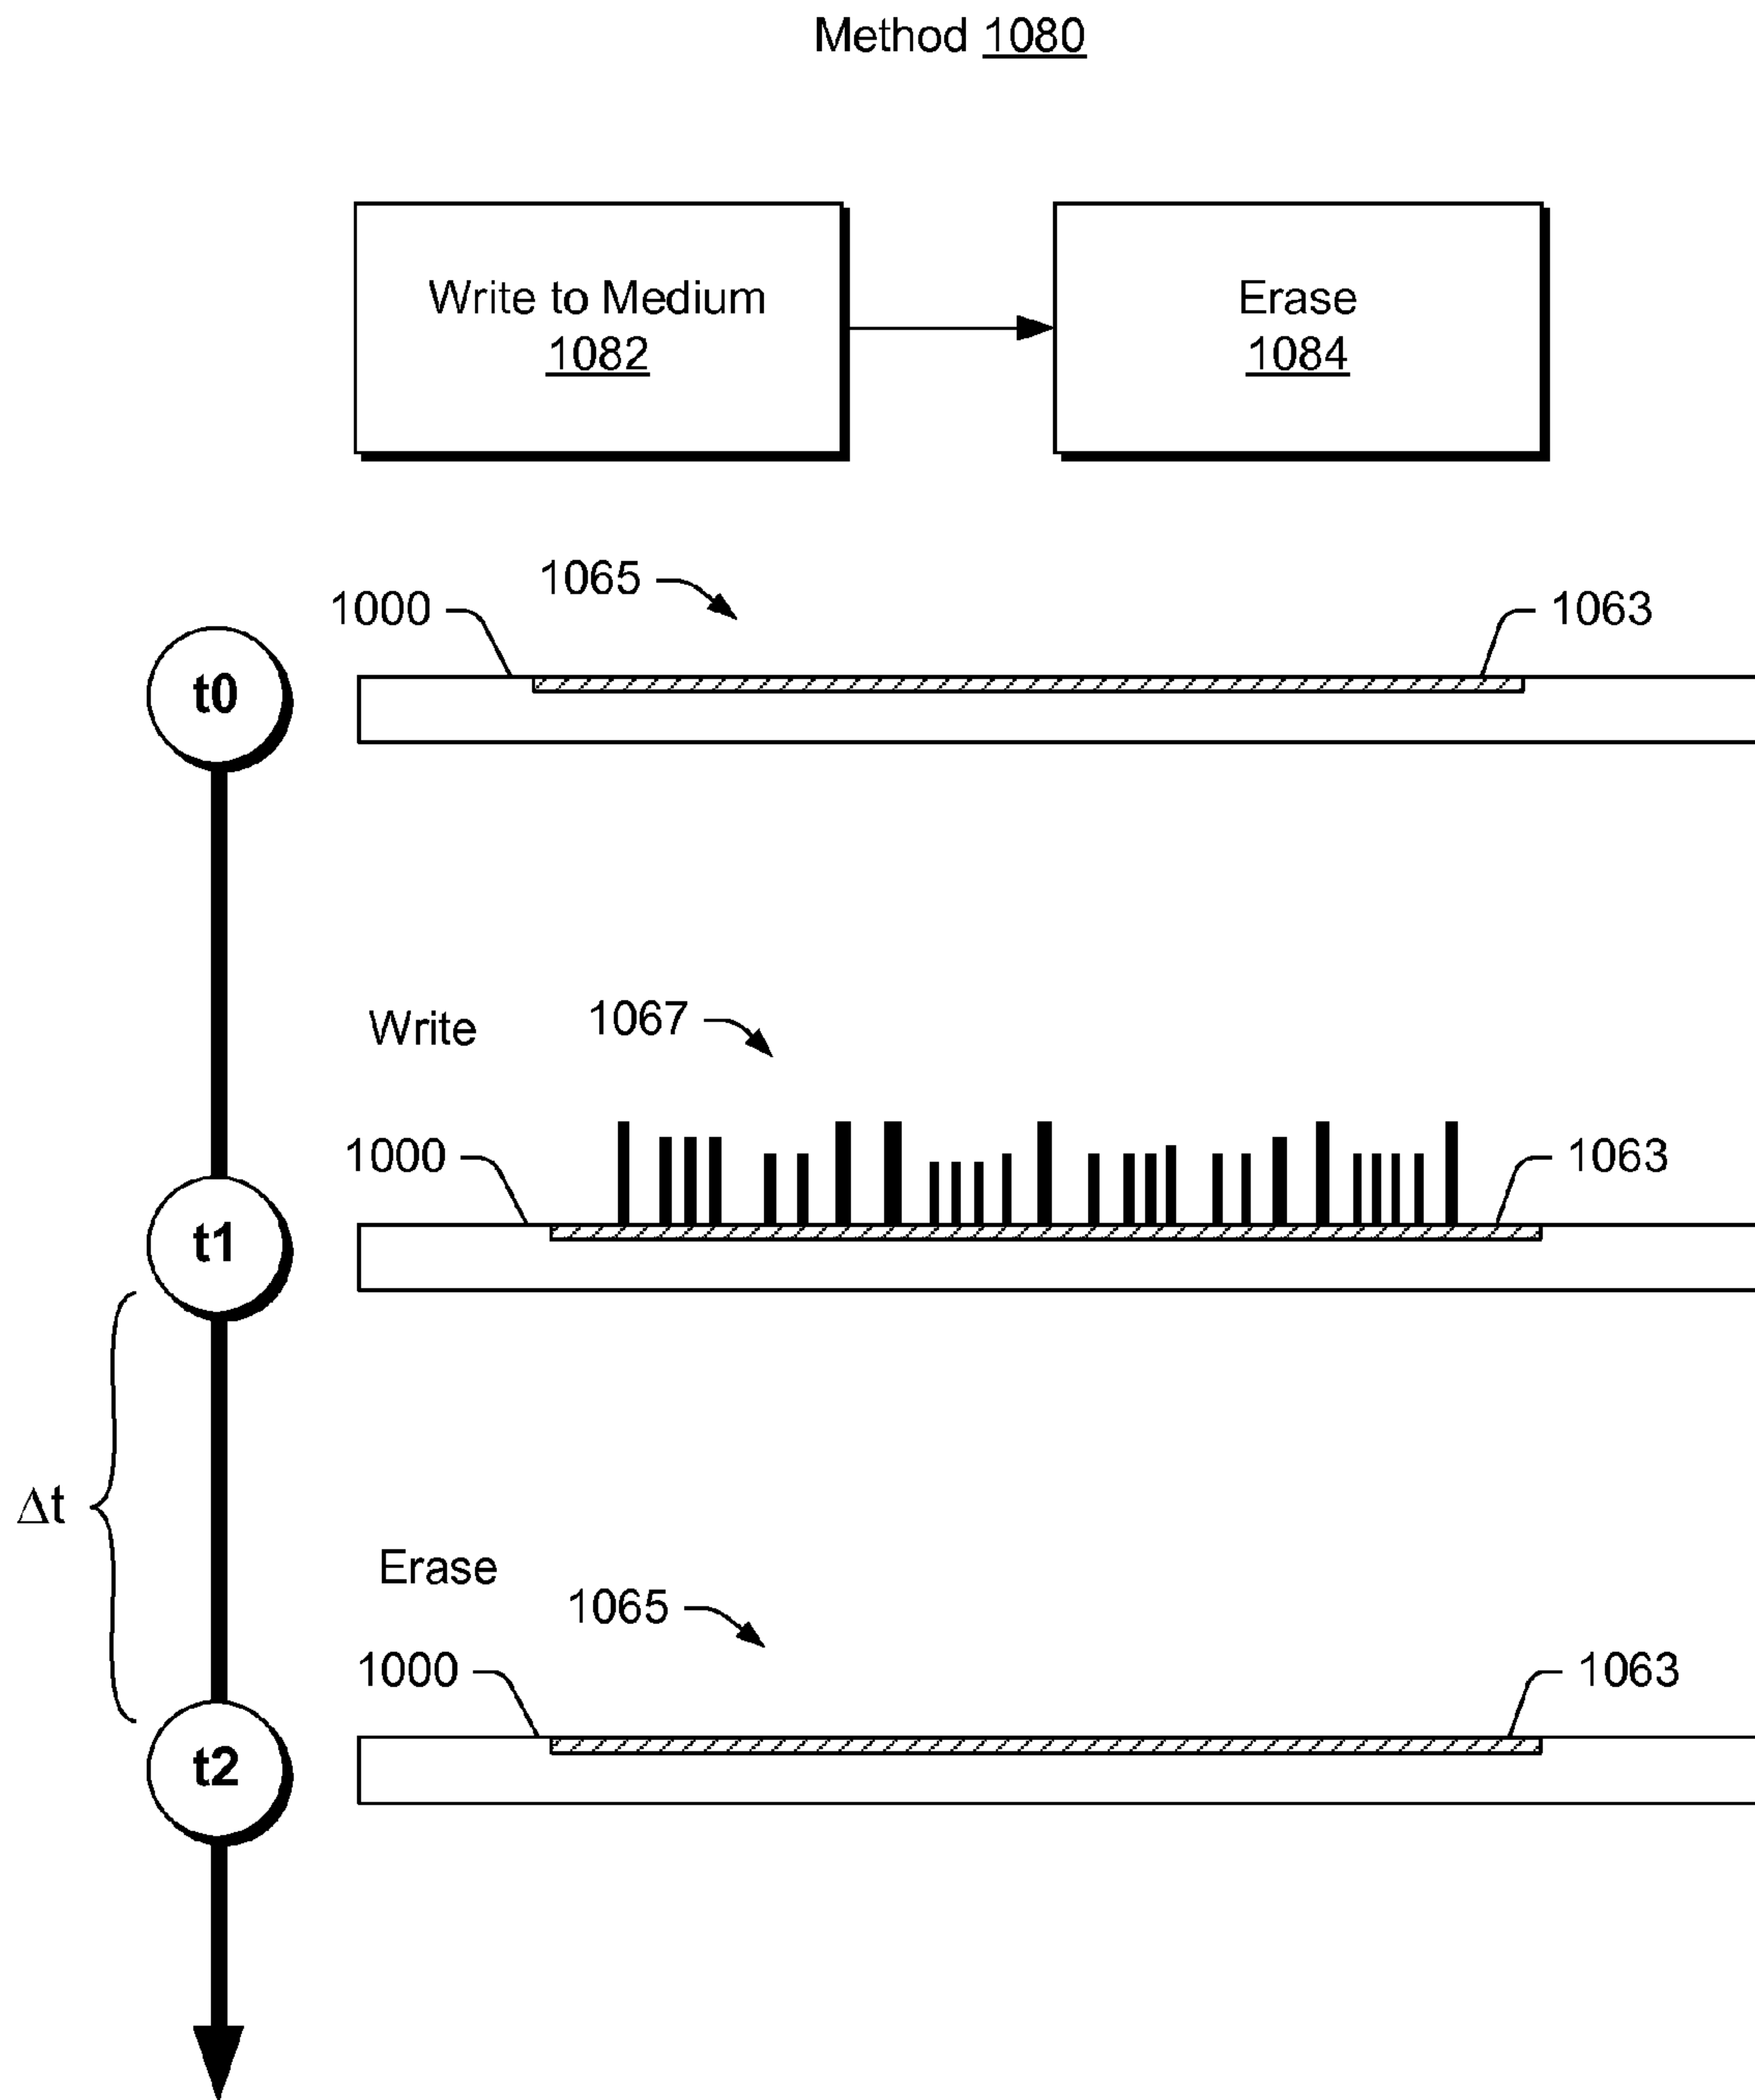 Method 1080
Write to Medium
1082
Erase
1084
1065
1000
1063
t0
Write
1067
1000
1063
t1
Δt
Erase
1065
1000
1063
t2